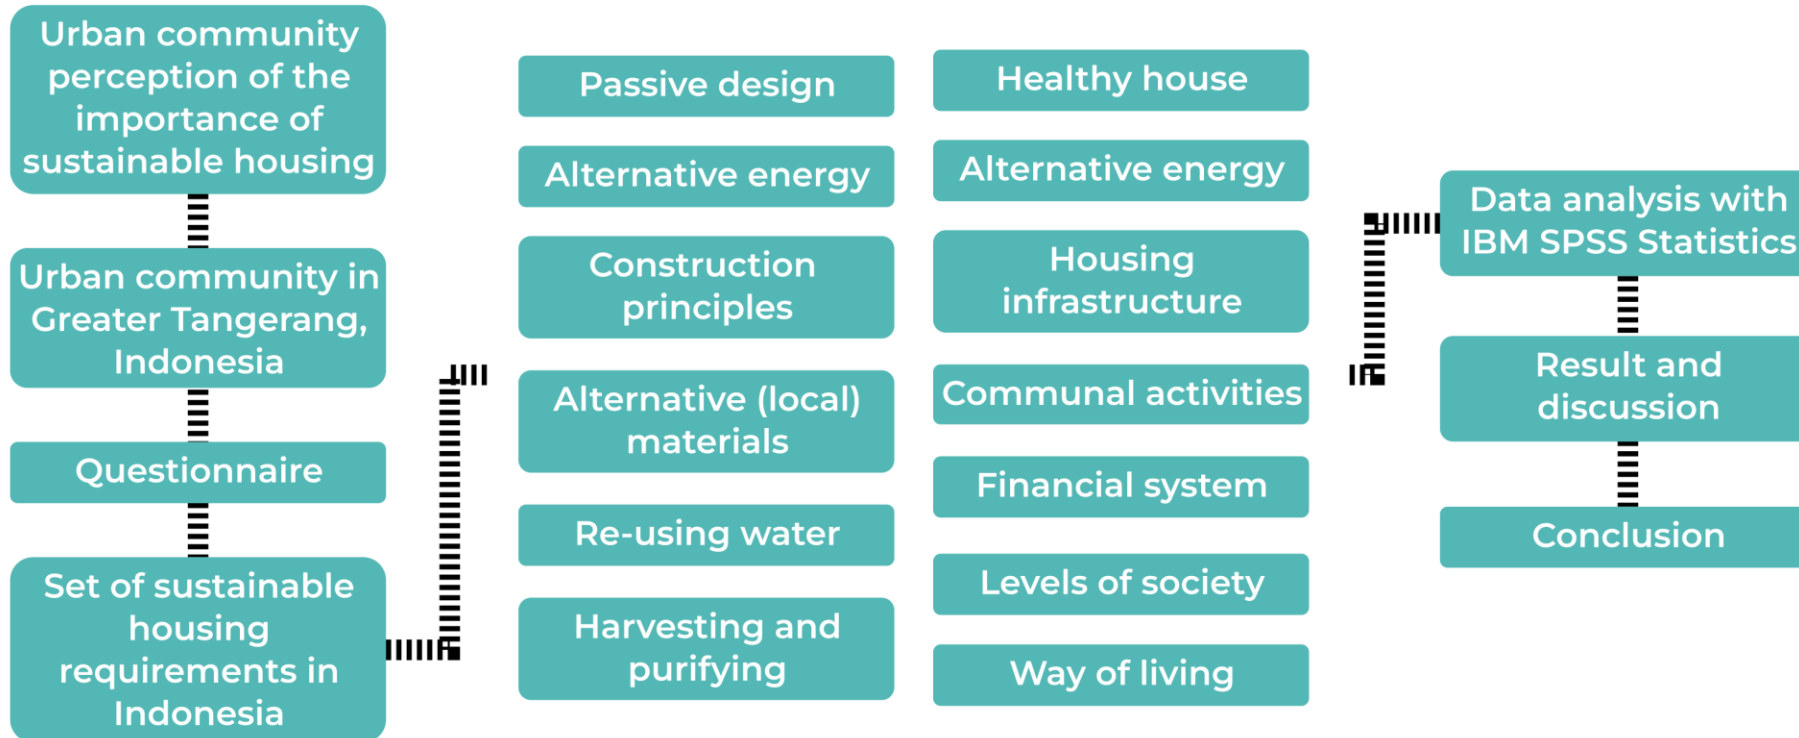 Urban community
perception of the
importance of
sustainable housing
Urban community in
Greater Tangerang,
Indonesia
Questionnaire
Set of sustainable
housing
requirements in
Indonesia
Passive design
Alternative energy
Construction
principles
Alternative (local)
materials
Re-using water
Harvesting and
purifying
Healthy house
Alternative energy
Housing
infrastructure
Communal activities
Financial system
Levels of society
Way of living
Data analysis with
IBM SPSS Statistics
Result and
discussion
Conclusion